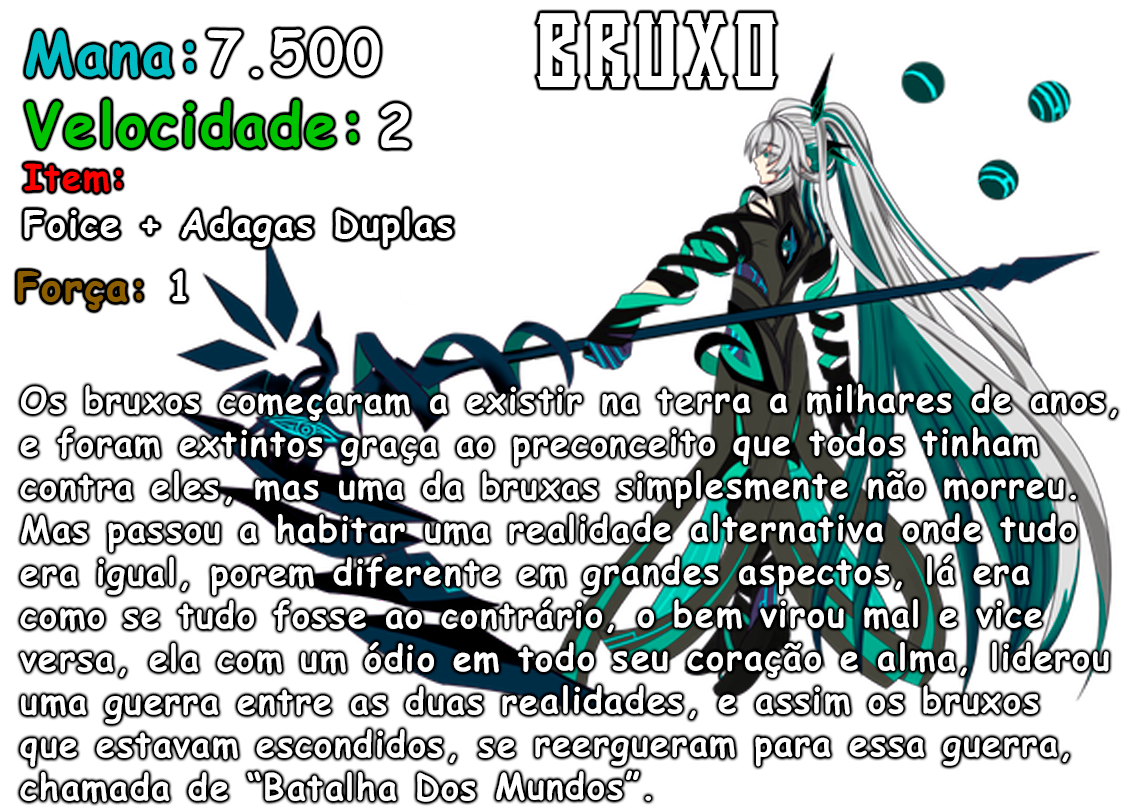 BRUXO
Mana:7.500
Velocidade: 2
Item:
Foice + Adagas Duplas
Força: 1
Os bruxos começaram a existir na terra a milhares de anos,
e foram extintos graça ao preconceito que todos tinham
contra eles, mas uma da bruxas simplesmente não morreu.
Mas passou a habitar uma realidade alternativa onde tudo
era igual, porem diferente em grandes aspectos, lá era
como se tudo fosse ao contrário, o bem virou mal e vice
versa, ela com um ódio em todo seu coração e alma, liderou
uma guerra entre as duas realidades, e assim os bruxos
que estavam escondidos, se reergueram para essa guerra,
chamada de “Batalha Dos Mundos”.